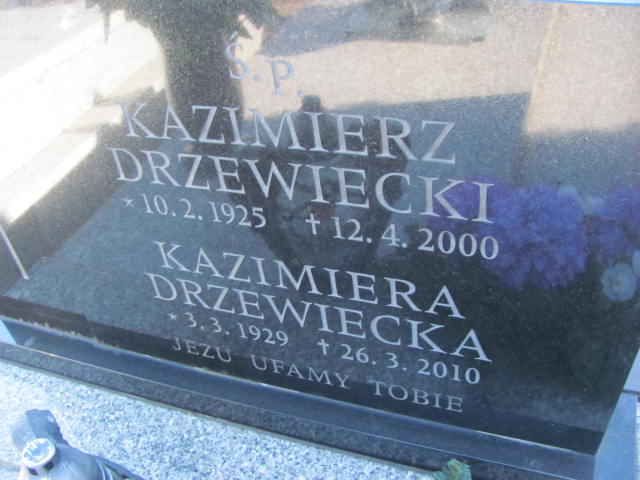 Ś.P.
KAZIMIERZ
DRZEWIECKI
* 10.2.1925 ✝ 12.4.2000
KAZIMIERA
DRZEWIECKA
* 3.3.1929 ✝ 26.3.2010
JEZU UFAMY TOBIE